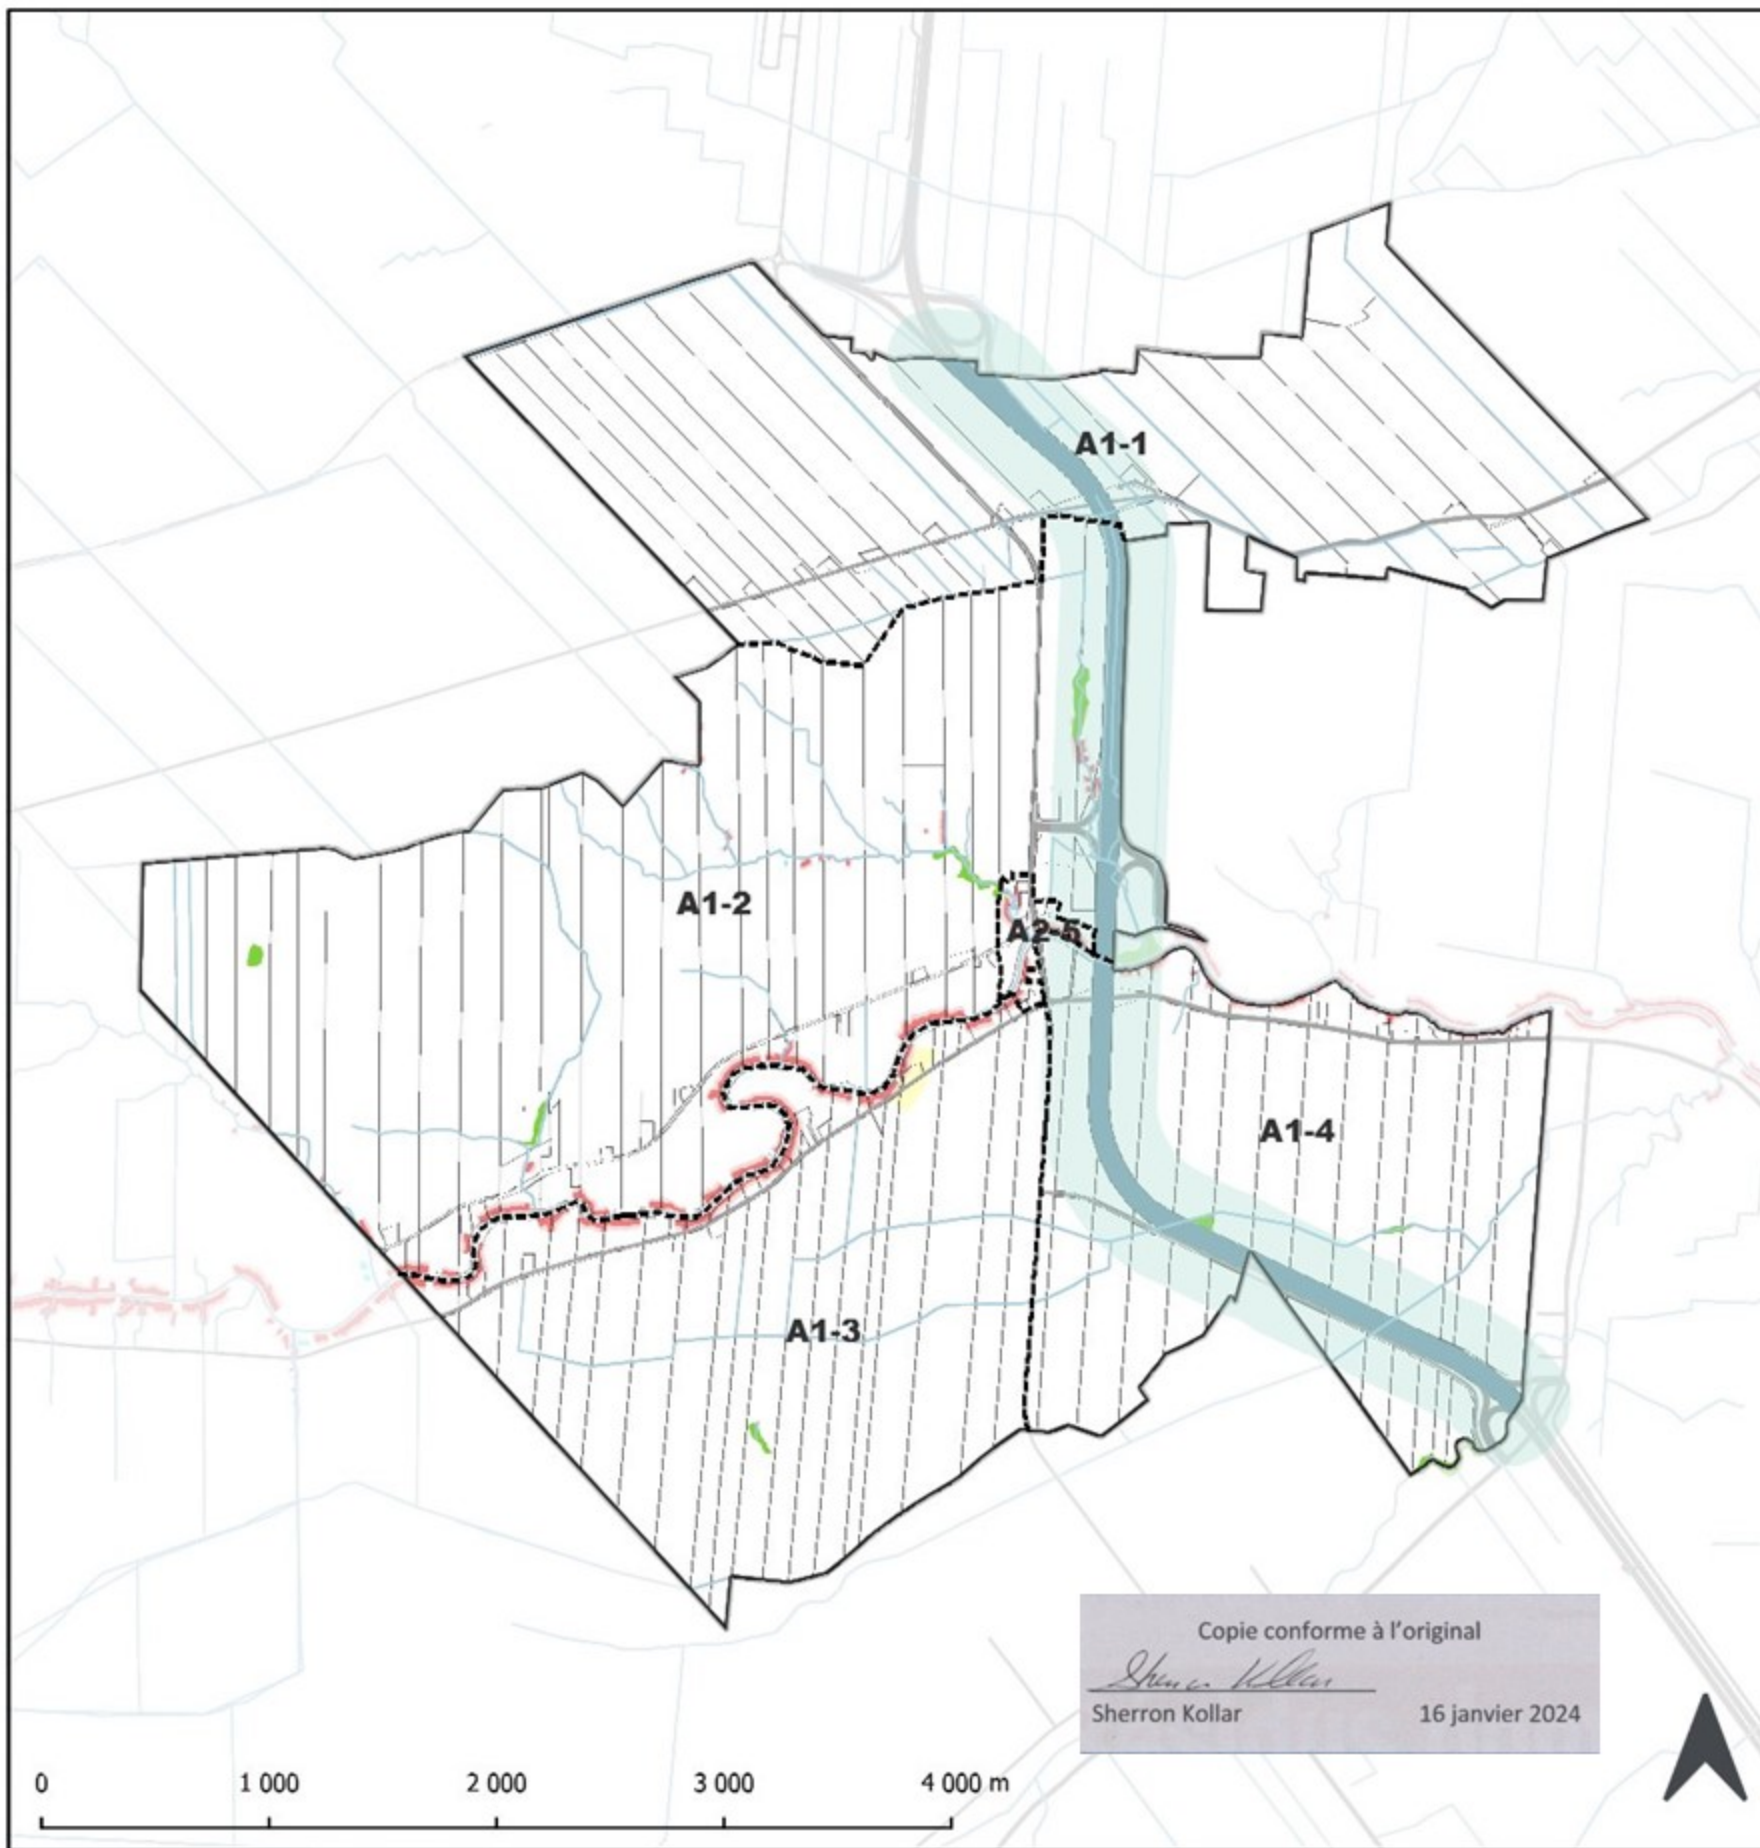 A1-1
A1-2
A2-5
A1-4
A1-3
Copie conforme à l'original
Sherron Kollar
16 janvier 2024
0 1 000 2 000 3 000 4 000 m